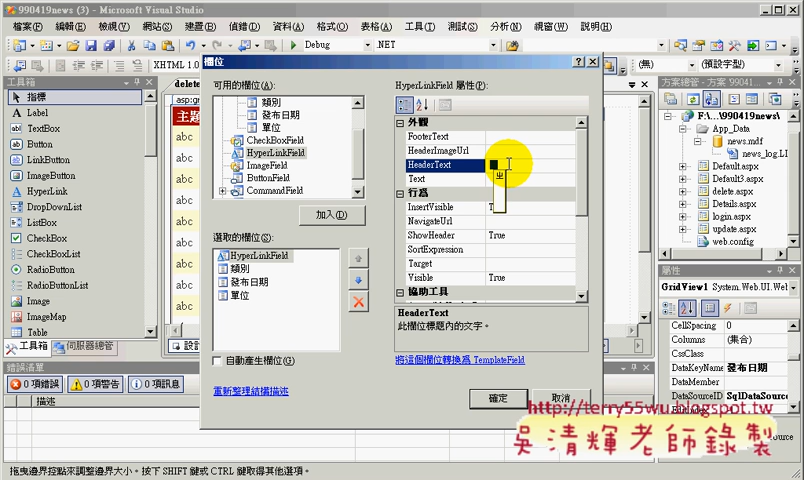 990419news (3) - Microsoft Visual Studio
檔案(F) 編輯(E) 檢視(V) 網站(S) 建置(B) 偵錯(D) 資料(A) 格式(O) 表格(A) 工具(T) 測試(S) 分析(N) 視窗(W) 說明(H)
Debug .NET
XHTML 1.0 (無) (預設字型)
工具箱
指標
Label
TextBox
Button
LinkButton
ImageButton
HyperLink
DropDownList
ListBox
CheckBox
CheckBoxList
RadioButton
RadioButtonList
Image
ImageMap
Table
工具箱 伺服器總管
delete
主題
abc
abc
abc
abc
abc
abc
abc
欄位
可用的欄位(A):
類別
發布日期
單位
CheckBoxField
HyperLinkField
ImageField
ButtonField
CommandField
加入(D)
選取的欄位(S):
HyperLinkField
類別
發布日期
單位
自動產生欄位(G)
重新整理結構描述
HyperLinkField 屬性(P):
外觀
FooterText
HeaderImageUrl
HeaderText
Text
行為
InsertVisible
NavigateUrl
ShowHeader True
SortExpression
Target
Visible True
協助工具
HeaderText
此欄位標題內的文字。
將這個欄位轉換為 TemplateField
確定 取消
方案總管 - 方案 '99041
F:\...\990419news\
App_Data
news.mdf
news_log.LI
Default.aspx
Default3.aspx
delete.aspx
Details.aspx
login.aspx
update.aspx
web.config
屬性
GridView1 System.Web.UI.We
CellSpacing 0
Columns (集合)
CssClass
DataKeyName 發布日期
DataMember
DataSourceID SqlDataSource
錯誤清單
0 項錯誤 0 項警告 0 項訊息
描述
http://terry55wu.blogspot.tw
吳清輝老師錄製
拖曳邊界控點來調整邊界大小。按下 SHIFT 鍵或 CTRL 鍵取得其他選項。